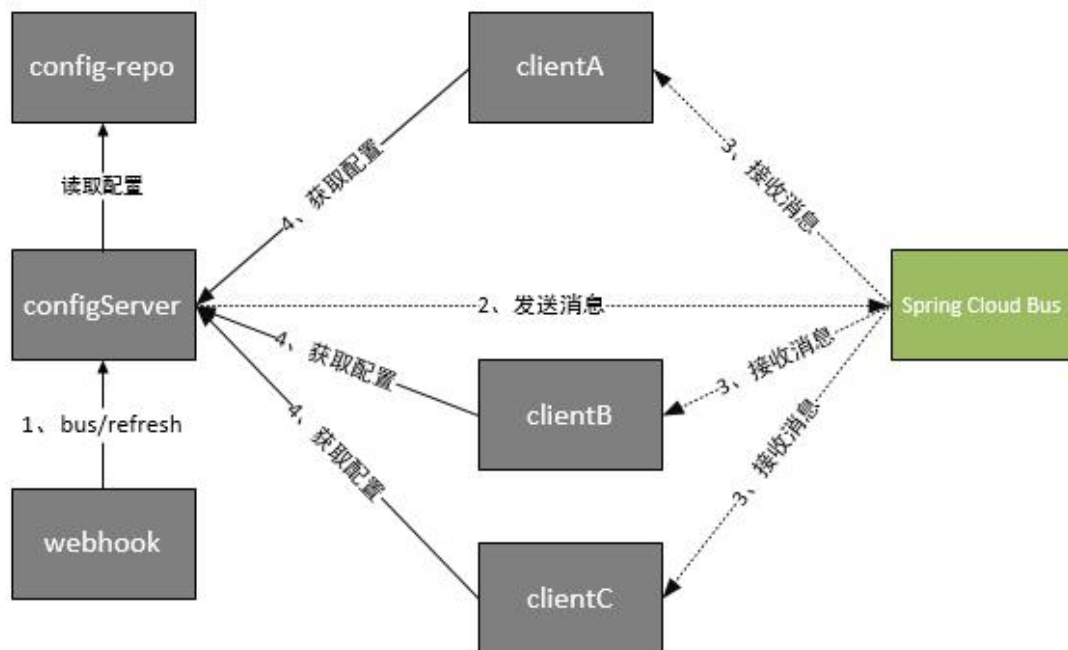 config-repo
clientA
读取配置
4、获取配置
3、接收消息
configServer
2、发送消息
Spring Cloud Bus
4、获取配置
3、接收消息
clientB
1、bus/refresh
4、获取配置
3、接收消息
webhook
clientC